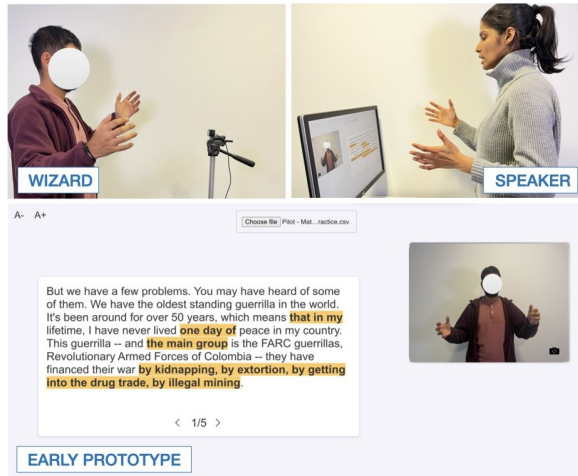 WIZARD
SPEAKER
A- A+
Choose file Pilot - Mat...ractice.csv
But we have a few problems. You may have heard of some
of them. We have the oldest standing guerrilla in the world.
It's been around for over 50 years, which means that in my
lifetime, I have never lived one day of peace in my country.
This guerrilla -- and the main group is the FARC guerrillas,
Revolutionary Armed Forces of Colombia -- they have
financed their war by kidnapping, by extortion, by getting
into the drug trade, by illegal mining.
< 1/5 >
EARLY PROTOTYPE